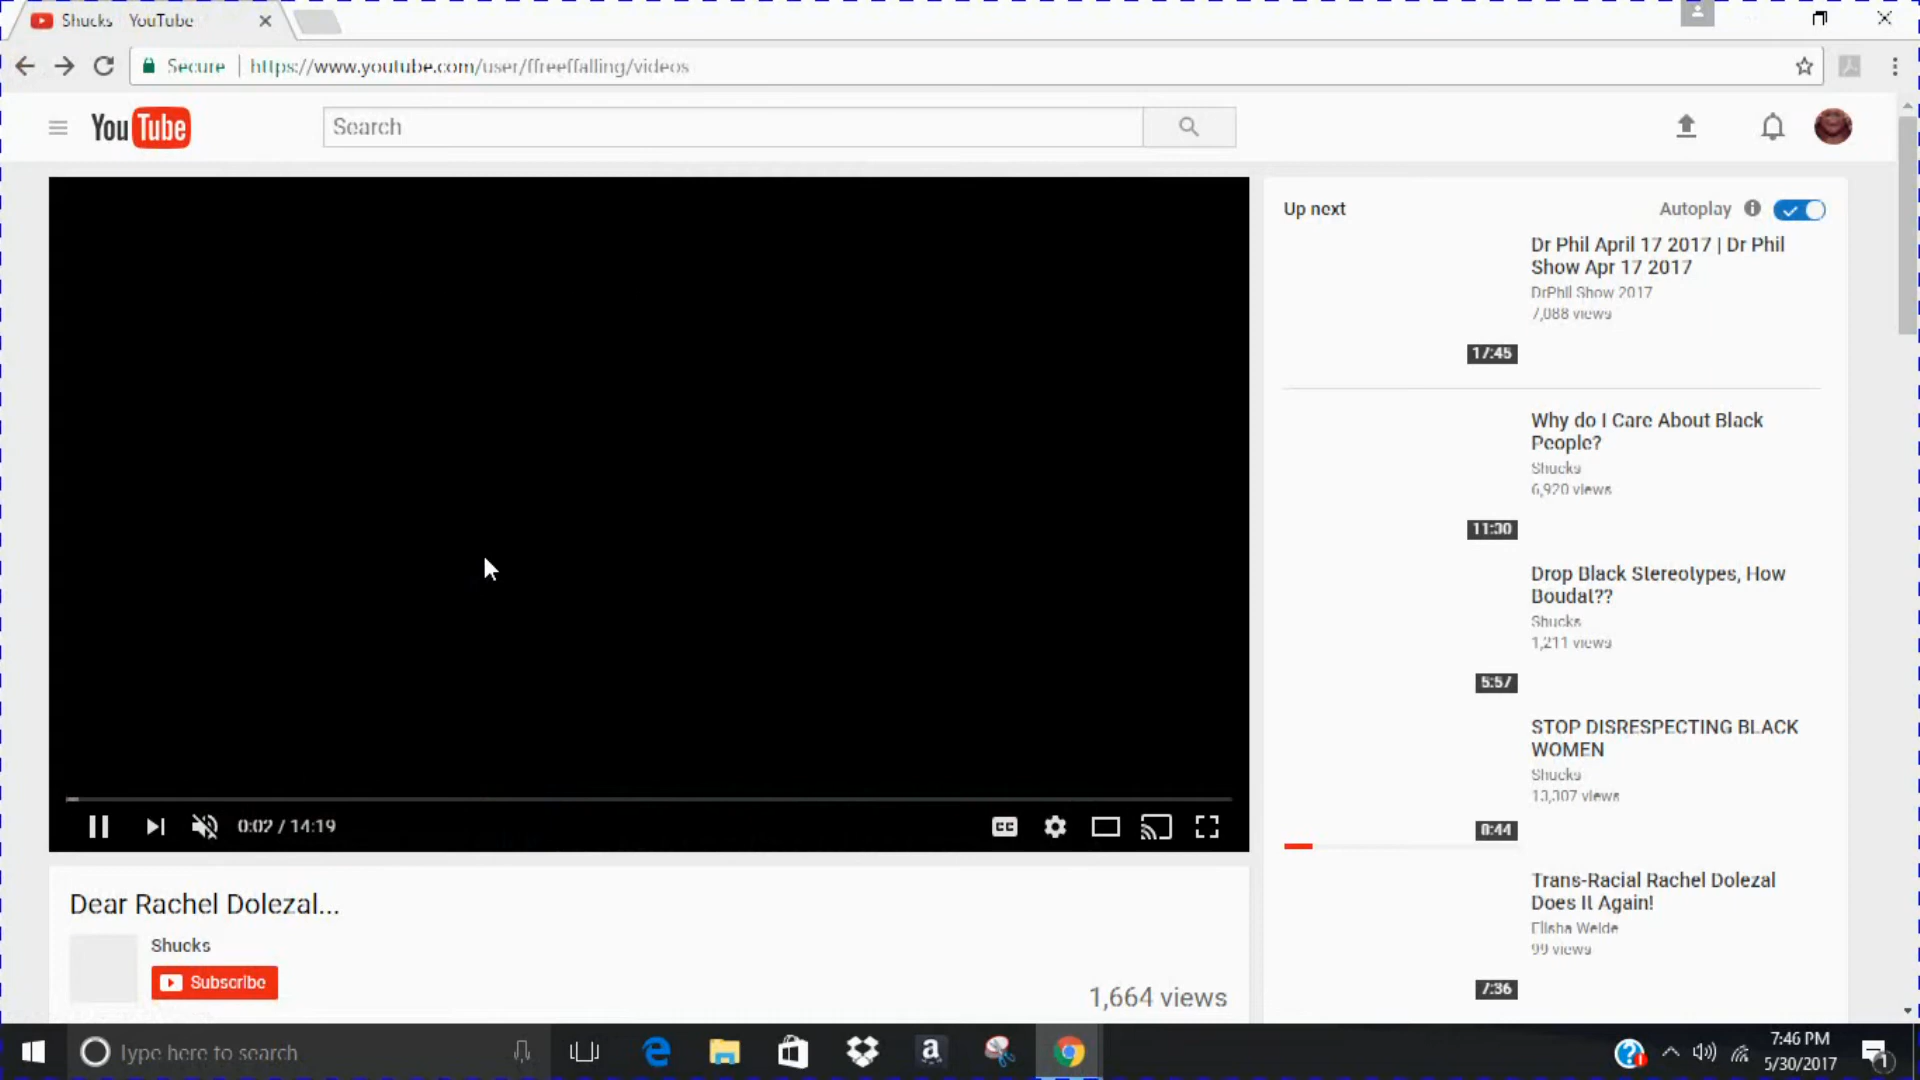 Shucks YouTube
Secure https://www.youtube.com/user/ffreeffalling/videos
YouTube
Search
Up next
Autoplay
Dr Phil April 17 2017 | Dr Phil
Show Apr 17 2017
DrPhil Show 2017
7,088 views
17:45
Why do I Care About Black
People?
Shucks
6,920 views
11:30
Drop Black Stereotypes, How
Boudat??
Shucks
1,211 views
5:57
STOP DISRESPECTING BLACK
WOMEN
Shucks
13,307 views
Trans-Racial Rachel Dolezal
Does It Again!
Elisha Welde
99 views
7:36
0:02 / 14:19
CC
Dear Rachel Dolezal...
Shucks
Subscribe
1,664 views
Type here to search
a
7:46 PM
5/30/2017
1